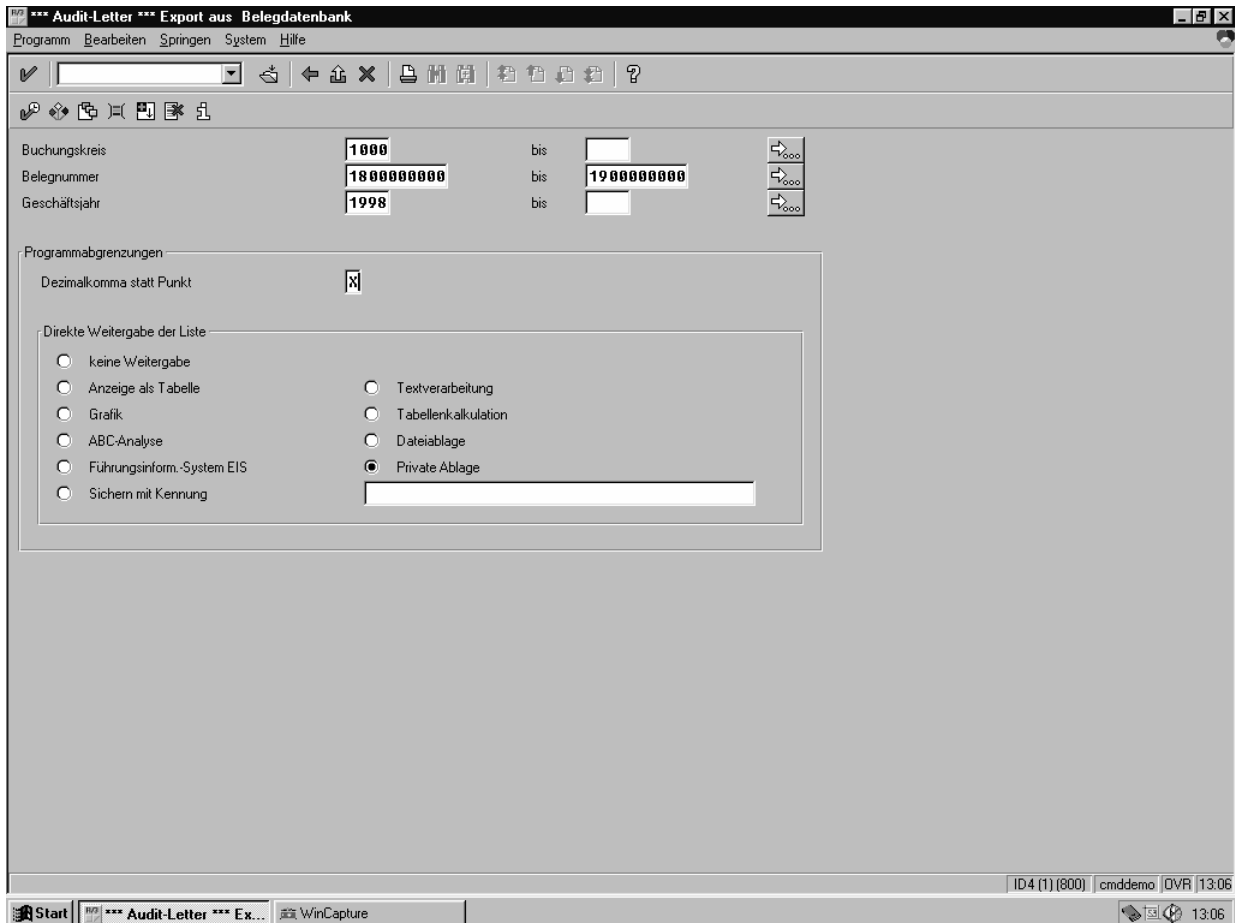 R/3 *** Audit-Letter *** Export aus Belegdatenbank
Programm Bearbeiten Springen System Hilfe
Buchungskreis 1000 bis
Belegnummer 1800000000 bis 1900000000
Geschäftsjahr 1998 bis
Programmabgrenzungen
Dezimalkomma statt Punkt X
Direkte Weitergabe der Liste
keine Weitergabe
Anzeige als Tabelle Textverarbeitung
Grafik Tabellenkalkulation
ABC-Analyse Dateiablage
Führungsinform.-System EIS Private Ablage
Sichern mit Kennung
ID4 (1) (800) cmddemo OVR 13:06
Start R/3 *** Audit-Letter *** Ex... WinCapture 13:06